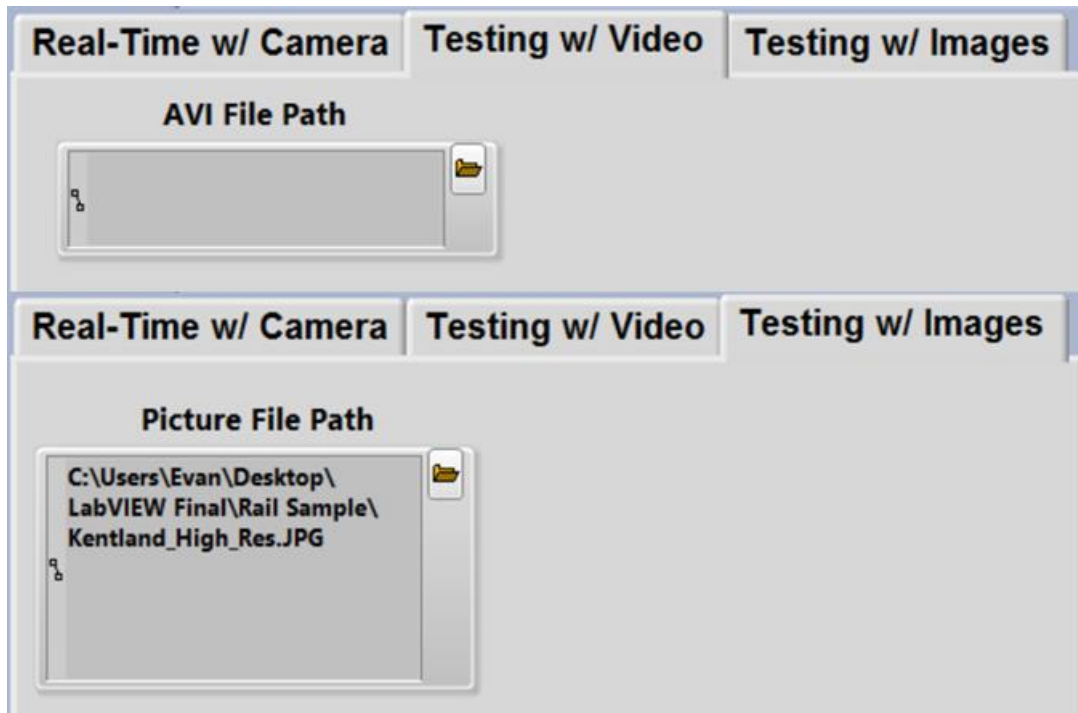 Real-Time w/ Camera Testing w/ Video Testing w/ Images
AVI File Path
Real-Time w/ Camera Testing w/ Video Testing w/ Images
Picture File Path
C:\Users\Evan\Desktop\
LabVIEW Final\Rail Sample\
Kentland_High_Res.JPG